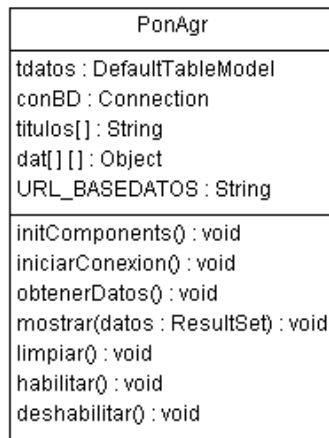 PonAgr
tdatos : DefaultTableModel
conBD : Connection
titulos[ ] : String
dat[ ] [ ] : Object
URL_BASEDATOS : String
initComponents() : void
iniciarConexion() : void
obtenerDatos() : void
mostrar(datos : ResultSet) : void
limpiar() : void
habilitar() : void
deshabilitar() : void